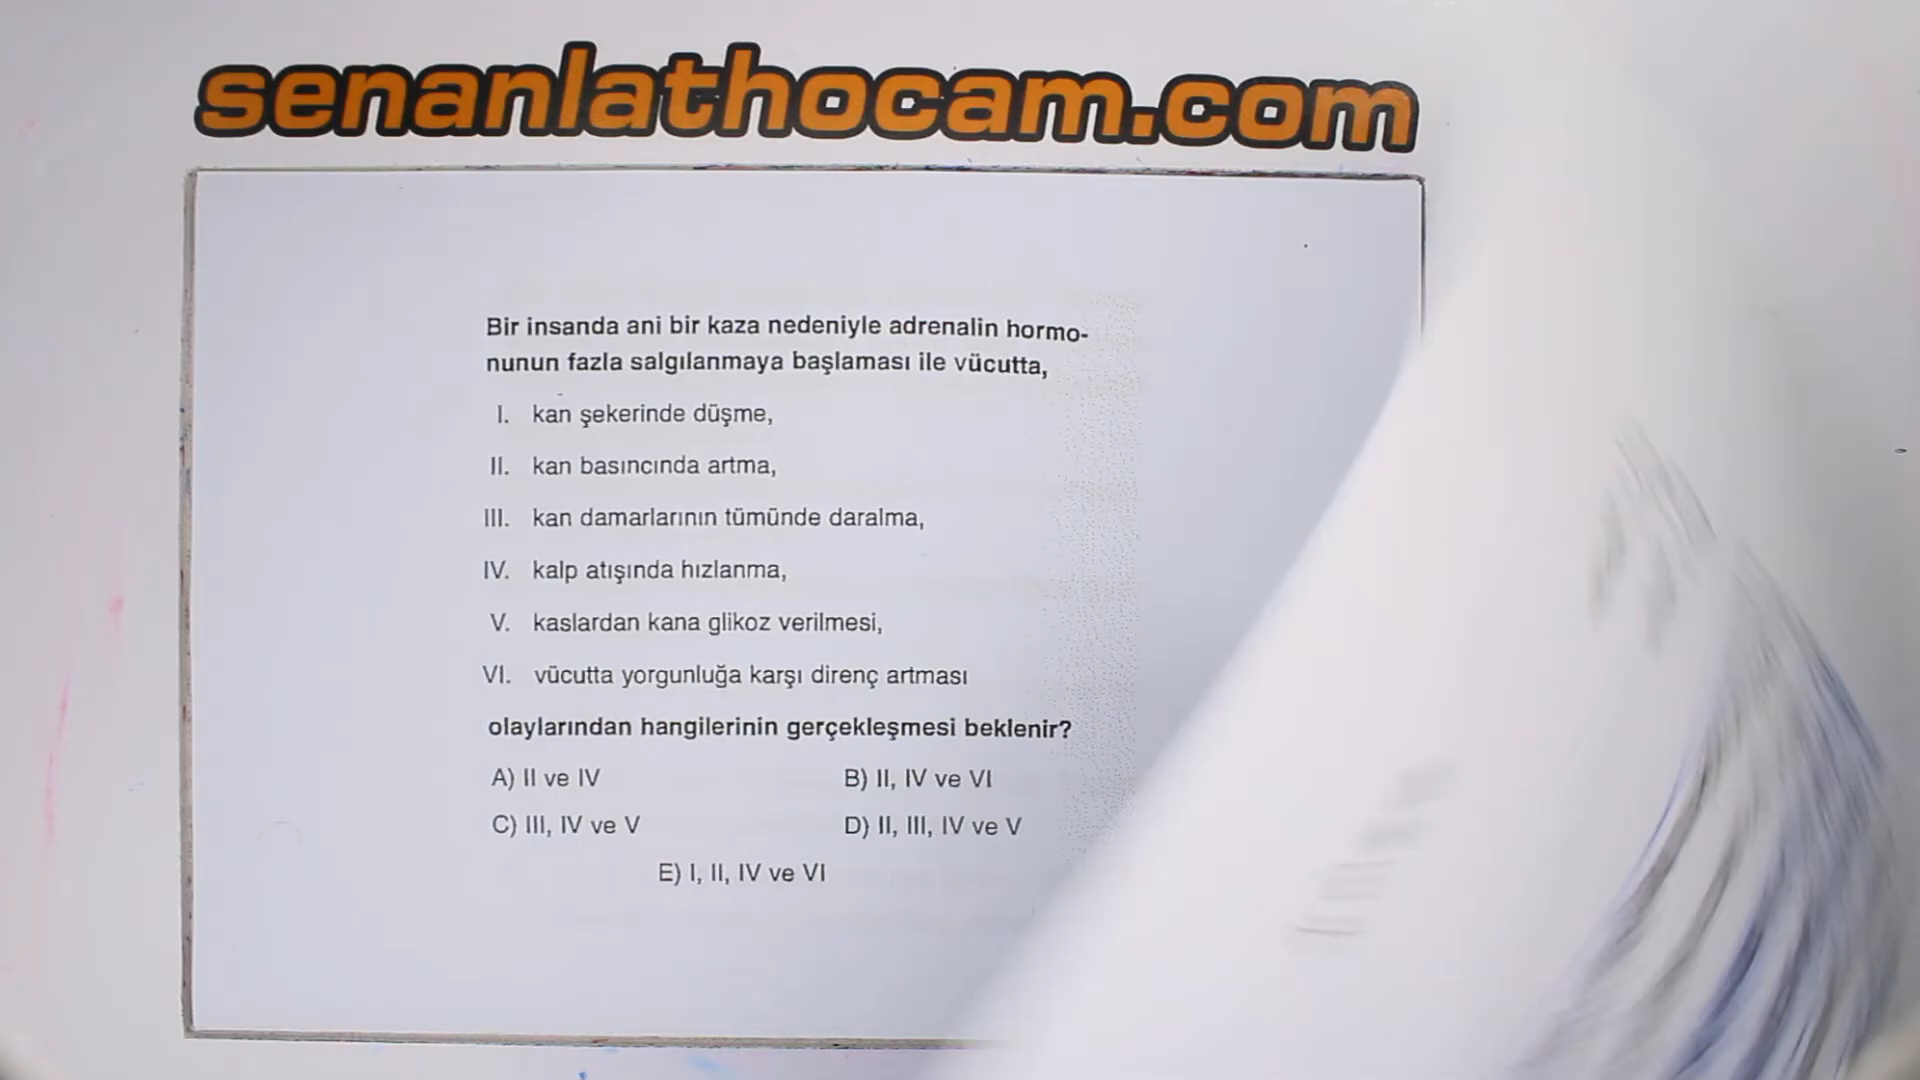 senanlathocam.com
Bir insanda ani bir kaza nedeniyle adrenalin hormo-
nunun fazla salgılanmaya başlaması ile vücutta,
I. kan şekerinde düşme,
II. kan basıncında artma,
III. kan damarlarının tümünde daralma,
IV. kalp atışında hızlanma,
V. kaslardan kana glikoz verilmesi,
VI. vücutta yorgunluğa karşı direnç artması
olaylarından hangilerinin gerçekleşmesi beklenir?
A) II ve IV B) II, IV ve VI
C) III, IV ve V D) II, III, IV ve V
E) I, II, IV ve VI